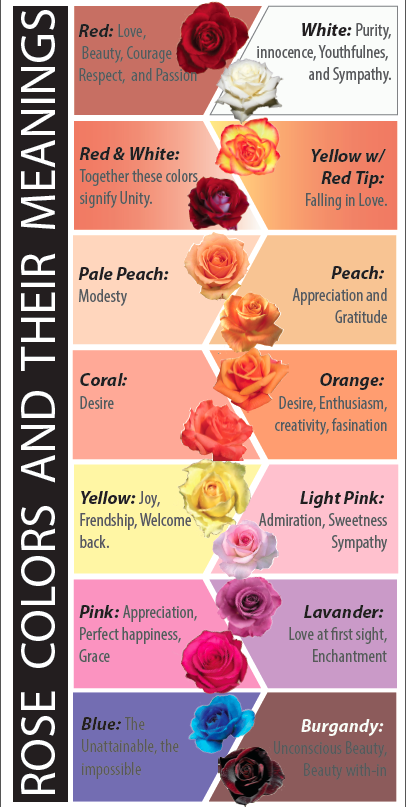 ROSE COLORS AND THEIR MEANINGS
Red: Love,
Beauty, Courage
Respect, and Passion
White: Purity,
innocence, Youthfulnes,
and Sympathy.
Red & White:
Together these colors
signify Unity.
Yellow w/
Red Tip:
Falling in Love.
Pale Peach:
Modesty
Peach:
Appreciation and
Gratitude
Coral:
Desire
Orange:
Desire, Enthusiasm,
creativity, fasination
Yellow: Joy,
Frendship, Welcome
back.
Light Pink:
Admiration, Sweetness
Sympathy
Pink: Appreciation,
Perfect happiness,
Grace
Lavander:
Love at first sight,
Enchantment
Blue: The
Unattainable, the
impossible
Burgandy:
Unconscious Beauty,
Beauty with-in